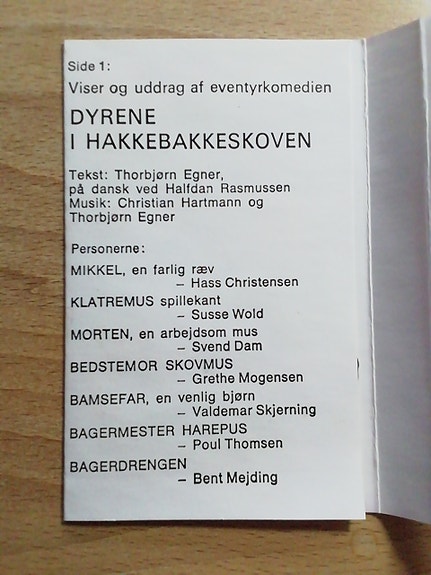 Side 1:
Viser og uddrag af eventyrkomedien
DYRENE
I HAKKEBAKKESKOVEN
Tekst: Thorbjørn Egner,
på dansk ved Halfdan Rasmussen
Musik: Christian Hartmann og
Thorbjørn Egner
Personerne:
MIKKEL, en farlig ræv
– Hass Christensen
KLATREMUS spillekant
– Susse Wold
MORTEN, en arbejdsom mus
– Svend Dam
BEDSTEMOR SKOVMUS
– Grethe Mogensen
BAMSEFAR, en venlig bjørn
– Valdemar Skjerning
BAGERMESTER HAREPUS
– Poul Thomsen
BAGERDRENGEN
– Bent Mejding